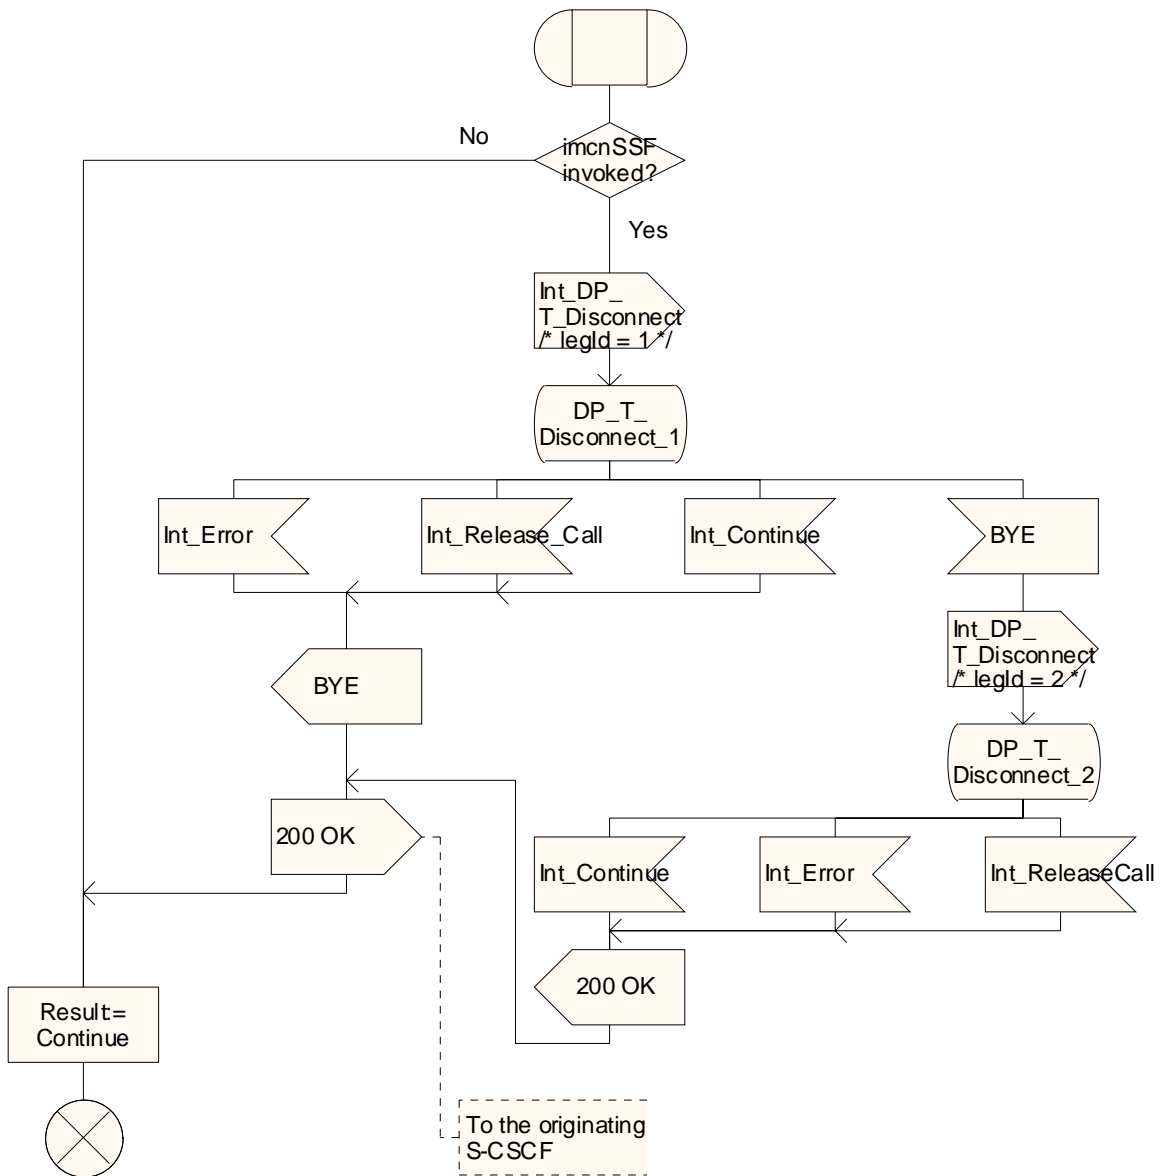 No
imcnSSF
invoked?
Yes
Int_DP_
T_Disconnect
/* legId = 1 */
DP_T_
Disconnect_1
Int_Error
Int_Release_Call
Int_Continue
BYE
Int_DP_
T_Disconnect
/* legId = 2 */
BYE
DP_T_
Disconnect_2
200 OK
Int_Continue
Int_Error
Int_ReleaseCall
200 OK
Result:=
Continue
To the originating
S-CSCF